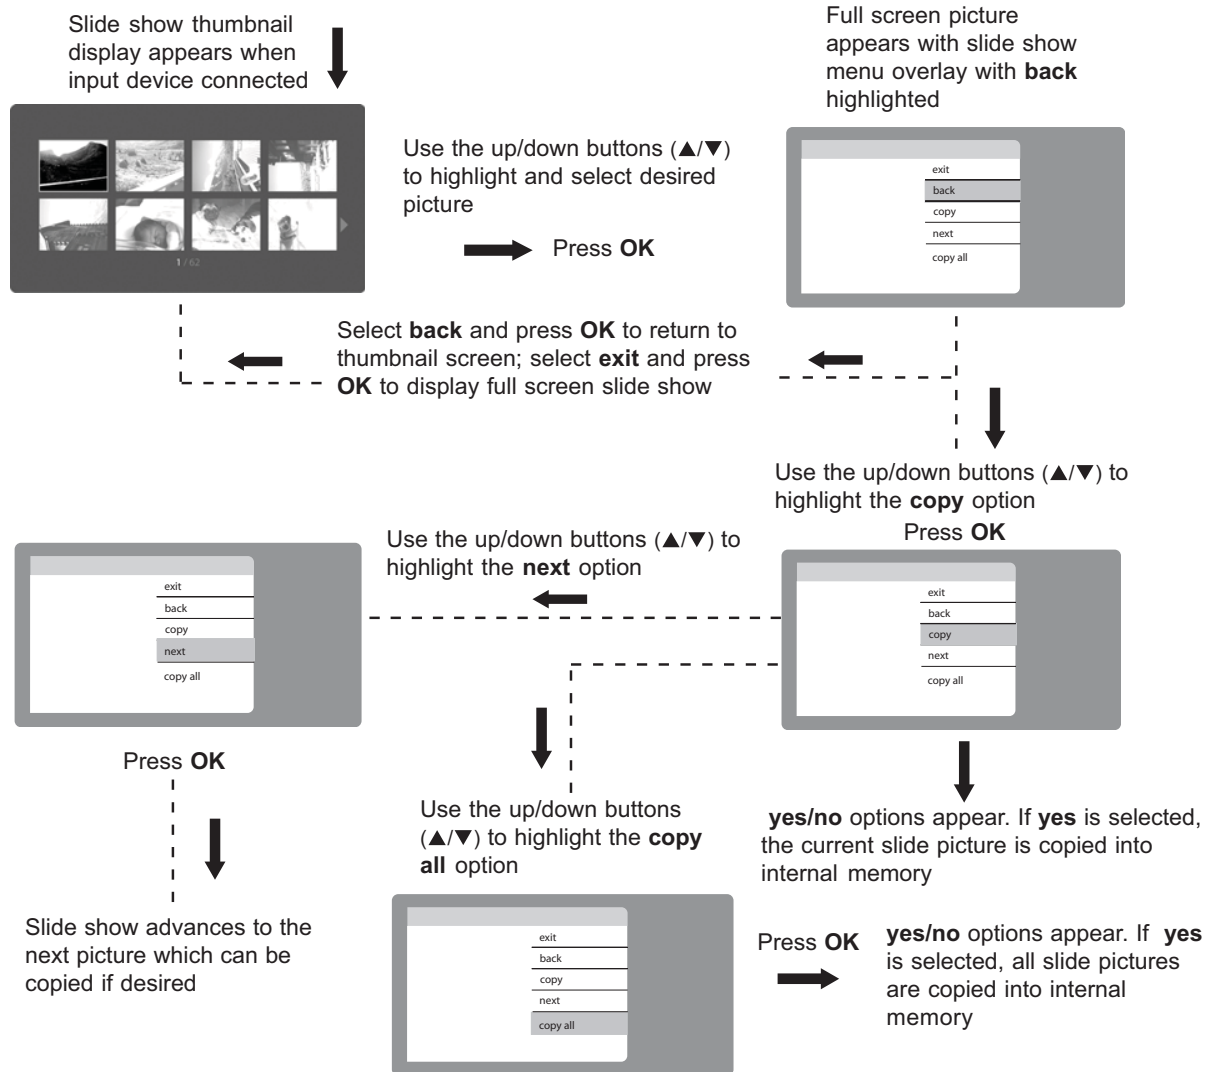 Slide show thumbnail
display appears when
input device connected
1 / 62
Use the up/down buttons (▲/▼)
to highlight and select desired
picture
Press OK
Full screen picture
appears with slide show
menu overlay with back
highlighted
exit
back
copy
next
copy all
Select back and press OK to return to
thumbnail screen; select exit and press
OK to display full screen slide show
Use the up/down buttons (▲/▼) to
highlight the copy option
Press OK
exit
back
copy
next
copy all
yes/no options appear. If yes is selected,
the current slide picture is copied into
internal memory
Use the up/down buttons (▲/▼) to
highlight the next option
exit
back
copy
next
copy all
Press OK
Slide show advances to the
next picture which can be
copied if desired
Use the up/down buttons
(▲/▼) to highlight the copy
all option
exit
back
copy
next
copy all
Press OK
yes/no options appear. If yes
is selected, all slide pictures
are copied into internal
memory